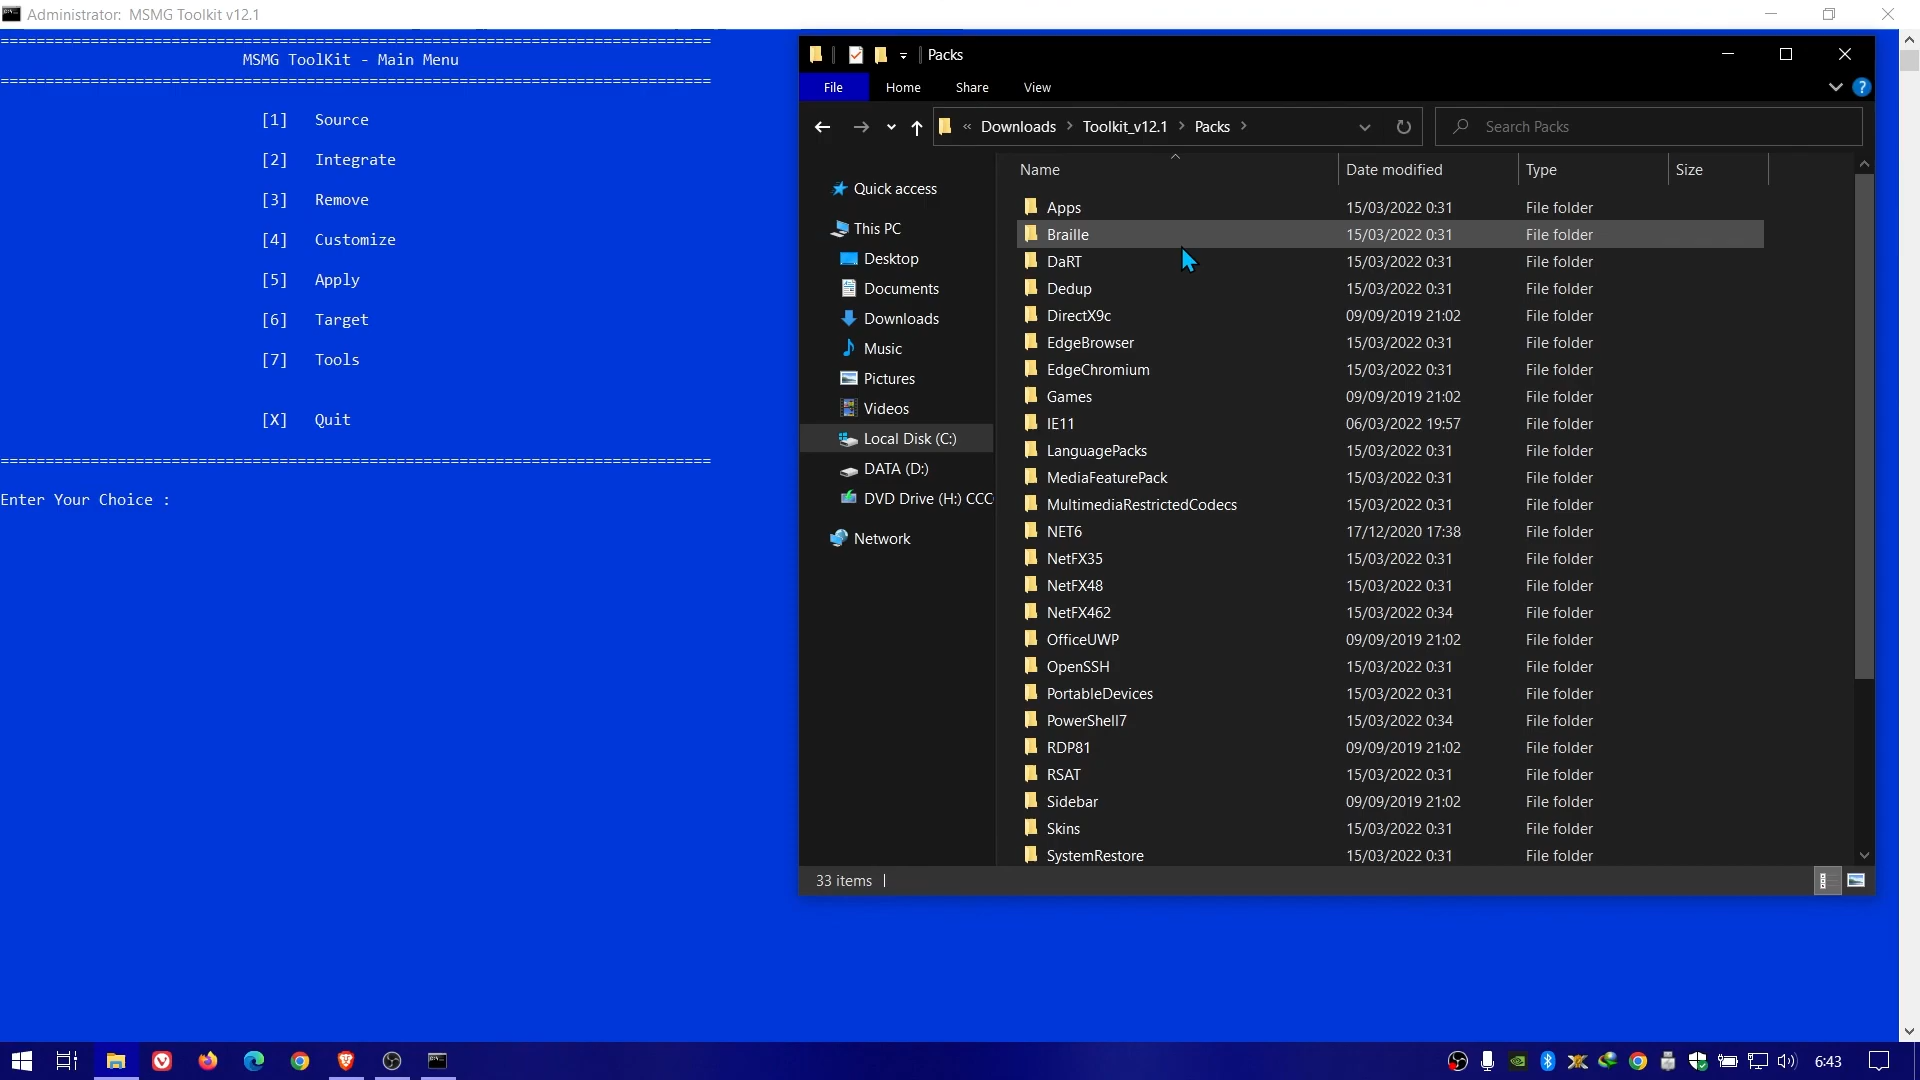 Administrator:  MSMG Toolkit v12.1
===============================================================================
MSMG ToolKit - Main Menu
===============================================================================
[1]   Source
[2]   Integrate
[3]   Remove
[4]   Customize
[5]   Apply
[6]   Target
[7]   Tools
[X]   Quit
===============================================================================
Enter Your Choice :
Packs
File Home Share View
?
« Downloads > Toolkit_v12.1 > Packs >
Search Packs
Quick access
This PC
Desktop
Documents
Downloads
Music
Pictures
Videos
Local Disk (C:)
DATA (D:)
DVD Drive (H:) CCC
Network
Name Date modified Type Size
Apps 15/03/2022 0:31 File folder
Braille 15/03/2022 0:31 File folder
DaRT 15/03/2022 0:31 File folder
Dedup 15/03/2022 0:31 File folder
DirectX9c 09/09/2019 21:02 File folder
EdgeBrowser 15/03/2022 0:31 File folder
EdgeChromium 15/03/2022 0:31 File folder
Games 09/09/2019 21:02 File folder
IE11 06/03/2022 19:57 File folder
LanguagePacks 15/03/2022 0:31 File folder
MediaFeaturePack 15/03/2022 0:31 File folder
MultimediaRestrictedCodecs 15/03/2022 0:31 File folder
NET6 17/12/2020 17:38 File folder
NetFX35 15/03/2022 0:31 File folder
NetFX48 15/03/2022 0:31 File folder
NetFX462 15/03/2022 0:34 File folder
OfficeUWP 09/09/2019 21:02 File folder
OpenSSH 15/03/2022 0:31 File folder
PortableDevices 15/03/2022 0:31 File folder
PowerShell7 15/03/2022 0:34 File folder
RDP81 09/09/2019 21:02 File folder
RSAT 15/03/2022 0:31 File folder
Sidebar 09/09/2019 21:02 File folder
Skins 15/03/2022 0:31 File folder
SystemRestore 15/03/2022 0:31 File folder
33 items
6:43